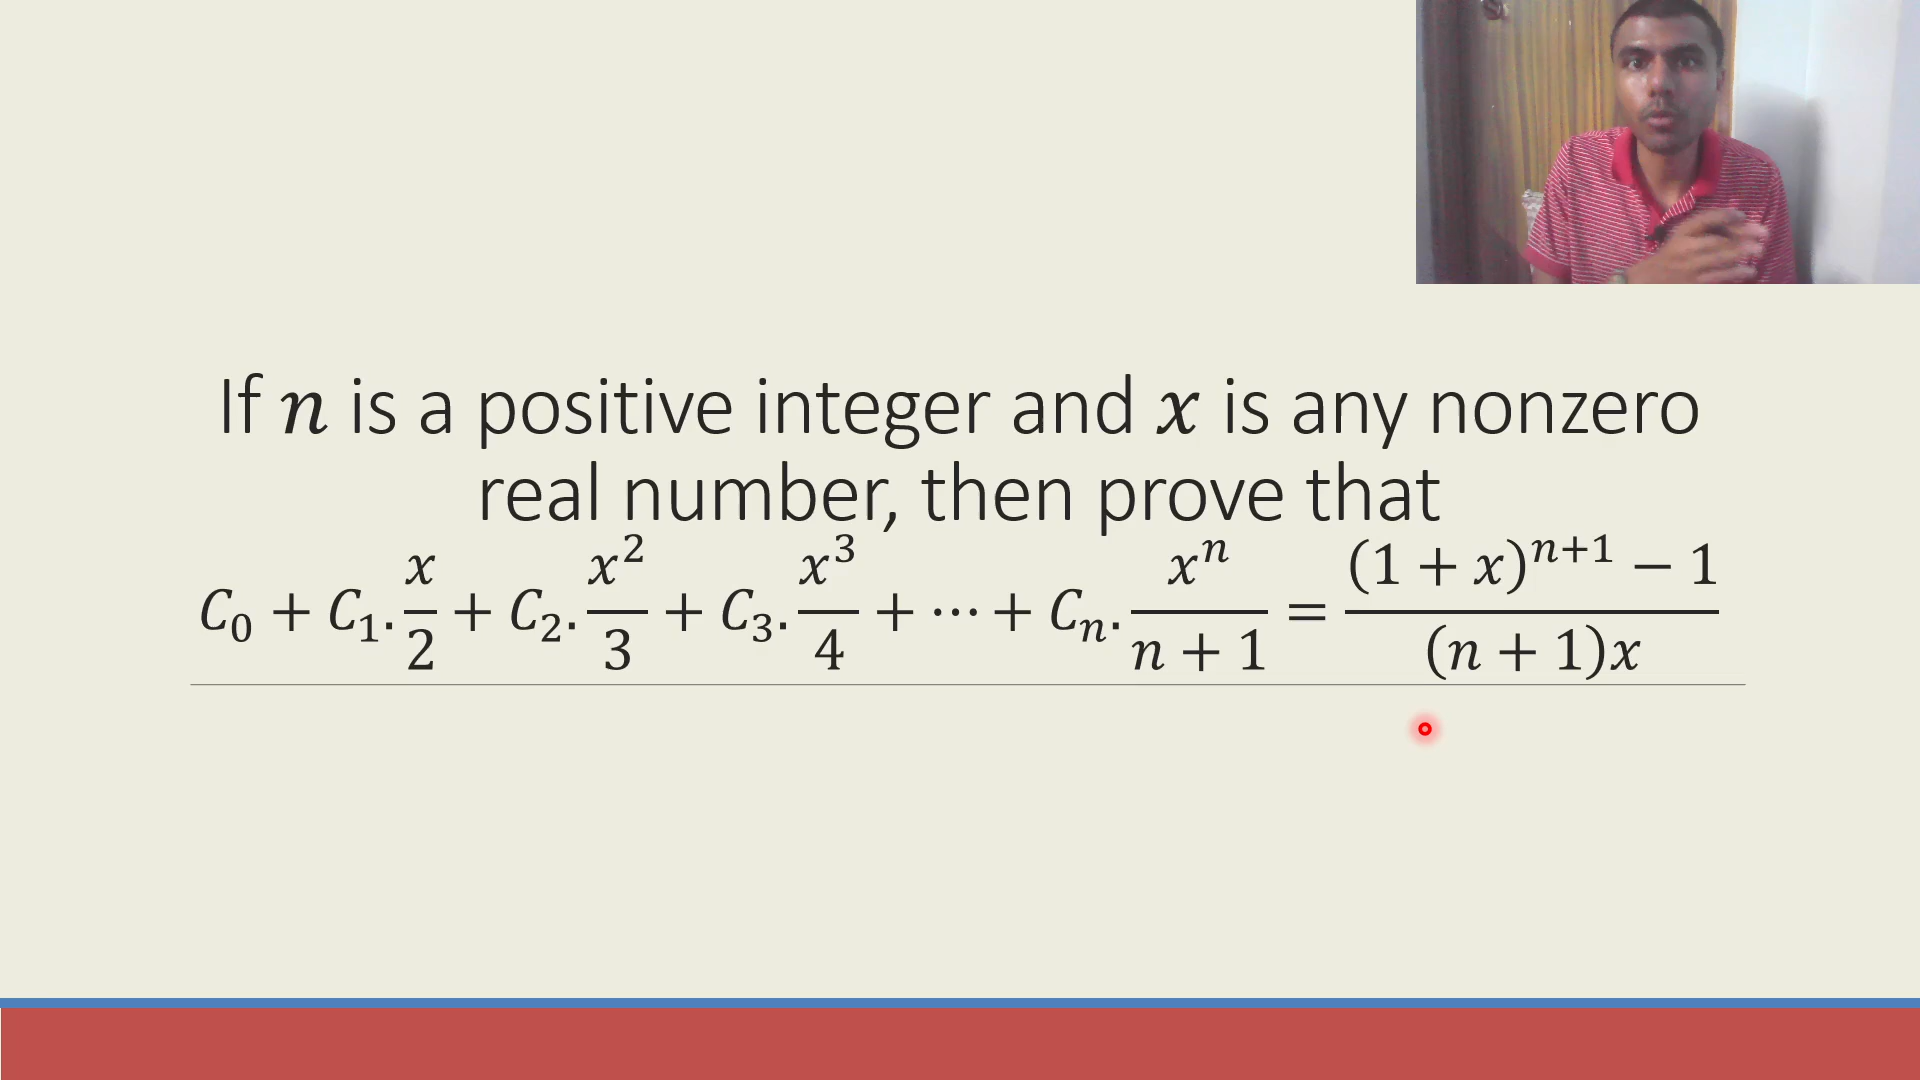 If n is a positive integer and x is any nonzero
real number, then prove that
C₀ + C₁.x/2 + C₂.x²/3 + C₃.x³/4 + ⋯ + Cₙ.xⁿ/(n + 1) = ((1 + x)ⁿ⁺¹ − 1)/((n + 1)x)